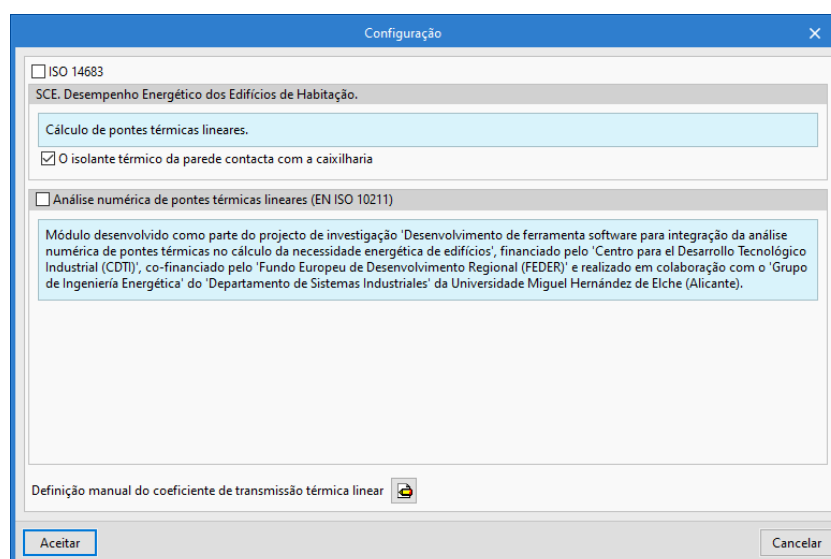 Configuração
ISO 14683
SCE. Desempenho Energético dos Edifícios de Habitação.
Cálculo de pontes térmicas lineares.
O isolante térmico da parede contacta com a caixilharia
Análise numérica de pontes térmicas lineares (EN ISO 10211)
Módulo desenvolvido como parte do projecto de investigação 'Desenvolvimento de ferramenta software para integração da análise
numérica de pontes térmicas no cálculo da necessidade energética de edifícios', financiado pelo 'Centro para el Desarrollo Tecnológico
Industrial (CDTI)', co-financiado pelo 'Fundo Europeu de Desenvolvimento Regional (FEDER)' e realizado em colaboração com o 'Grupo
de Ingeniería Energética' do 'Departamento de Sistemas Industriales' da Universidade Miguel Hernández de Elche (Alicante).
Definição manual do coeficiente de transmissão térmica linear
Aceitar
Cancelar